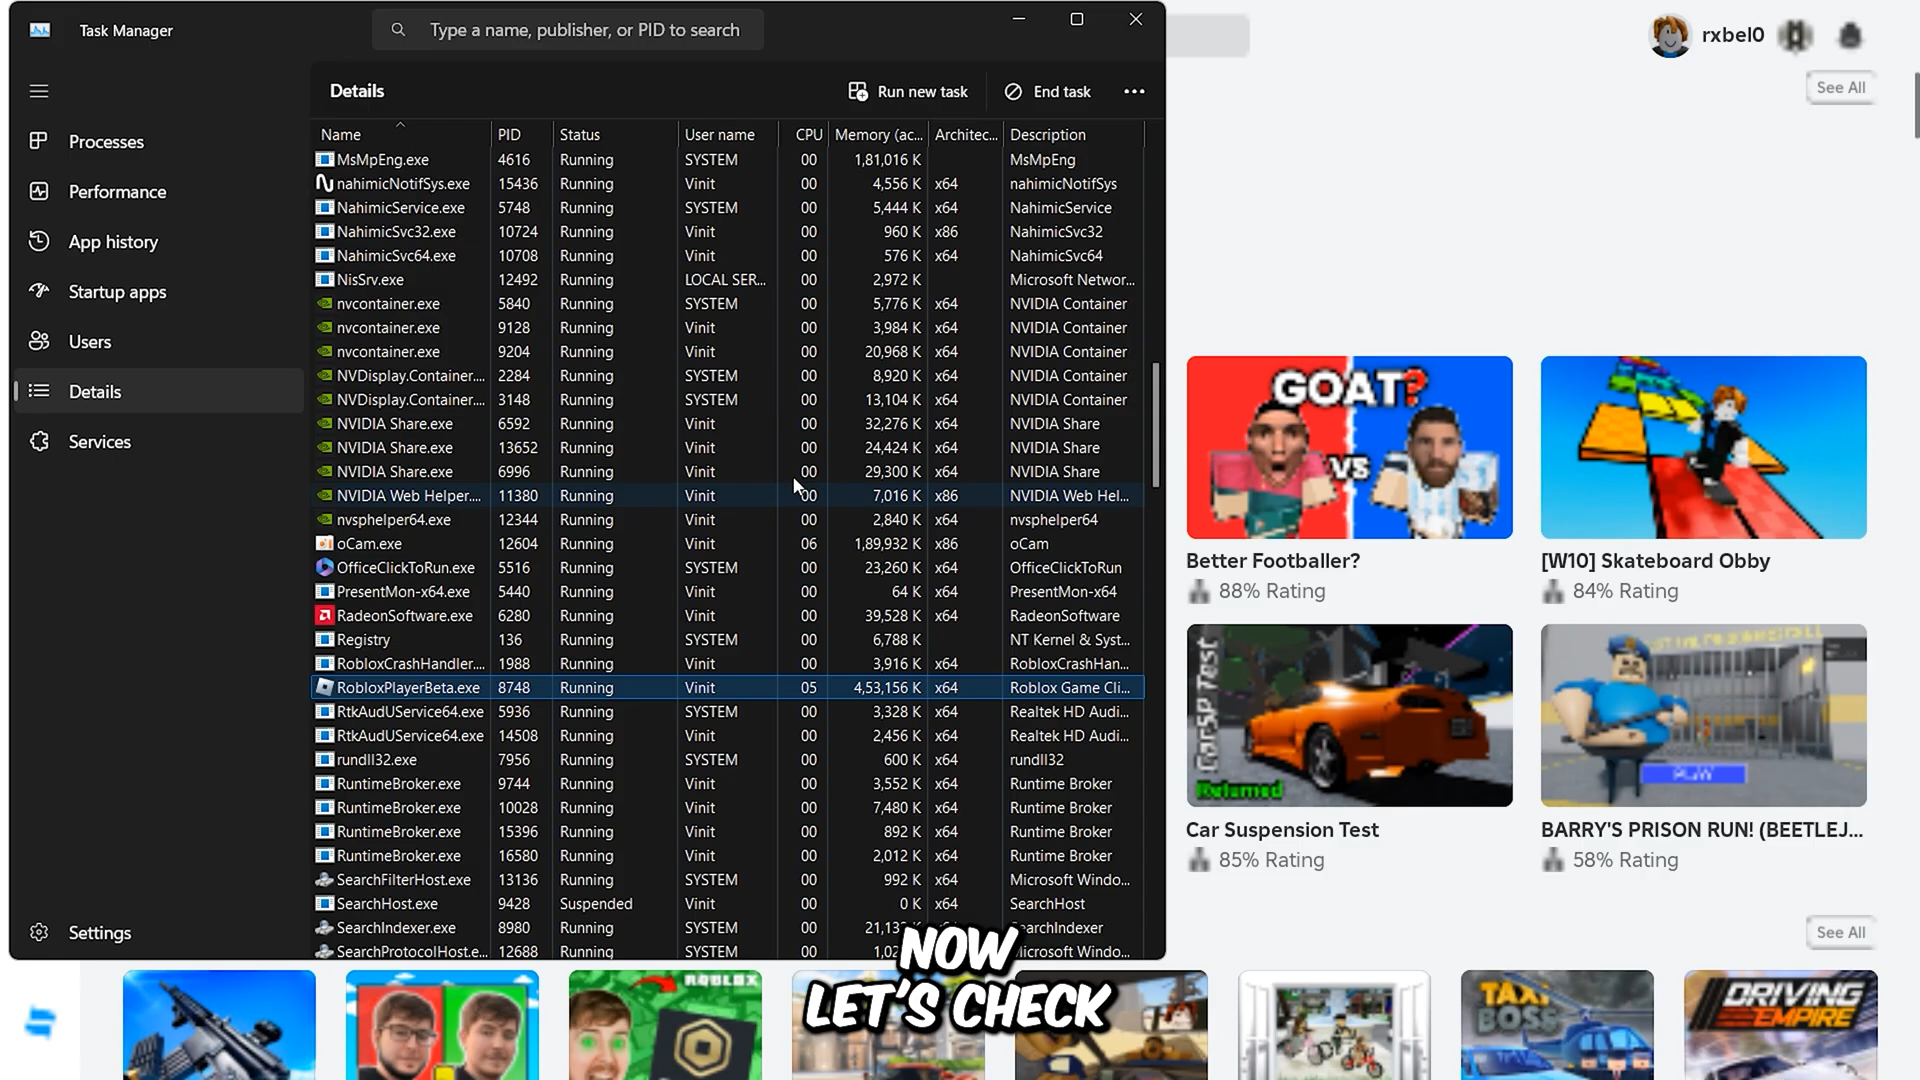 Task Manager
Type a name, publisher, or PID to search
rxbel0
See All
Details
Run new task
End task
Processes
Performance
App history
Startup apps
Users
Details
Services
Settings
Name PID Status User name CPU Memory (ac... Architec... Description
MsMpEng.exe 4616 Running SYSTEM 00 1,81,016 K MsMpEng
nahimicNotifSys.exe 15436 Running Vinit 00 4,556 K x64 nahimicNotifSys
NahimicService.exe 5748 Running SYSTEM 00 5,444 K x64 NahimicService
NahimicSvc32.exe 10724 Running Vinit 00 960 K x86 NahimicSvc32
NahimicSvc64.exe 10708 Running Vinit 00 576 K x64 NahimicSvc64
NisSrv.exe 12492 Running LOCAL SER... 00 2,972 K Microsoft Networ...
nvcontainer.exe 5840 Running SYSTEM 00 5,776 K x64 NVIDIA Container
nvcontainer.exe 9128 Running Vinit 00 3,984 K x64 NVIDIA Container
nvcontainer.exe 9204 Running Vinit 00 20,968 K x64 NVIDIA Container
NVDisplay.Container.... 2284 Running SYSTEM 00 8,920 K x64 NVIDIA Container
NVDisplay.Container.... 3148 Running SYSTEM 00 13,104 K x64 NVIDIA Container
NVIDIA Share.exe 6592 Running Vinit 00 32,276 K x64 NVIDIA Share
NVIDIA Share.exe 13652 Running Vinit 00 24,424 K x64 NVIDIA Share
NVIDIA Share.exe 6996 Running Vinit 00 29,300 K x64 NVIDIA Share
NVIDIA Web Helper.... 11380 Running Vinit 00 7,016 K x86 NVIDIA Web Hel...
nvsphelper64.exe 12344 Running Vinit 00 2,840 K x64 nvsphelper64
oCam.exe 12604 Running Vinit 06 1,89,932 K x86 oCam
OfficeClickToRun.exe 5516 Running SYSTEM 00 23,260 K x64 OfficeClickToRun
PresentMon-x64.exe 5440 Running Vinit 00 64 K x64 PresentMon-x64
RadeonSoftware.exe 6280 Running Vinit 00 39,528 K x64 RadeonSoftware
Registry 136 Running SYSTEM 00 6,788 K NT Kernel & Syst...
RobloxCrashHandler.... 1988 Running Vinit 00 3,916 K x64 RobloxCrashHan...
RobloxPlayerBeta.exe 8748 Running Vinit 05 4,53,156 K x64 Roblox Game Cli...
RtkAudUService64.exe 5936 Running SYSTEM 00 3,328 K x64 Realtek HD Audi...
RtkAudUService64.exe 14508 Running Vinit 00 2,456 K x64 Realtek HD Audi...
rundll32.exe 7956 Running SYSTEM 00 600 K x64 rundll32
RuntimeBroker.exe 9744 Running Vinit 00 3,552 K x64 Runtime Broker
RuntimeBroker.exe 10028 Running Vinit 00 7,480 K x64 Runtime Broker
RuntimeBroker.exe 15396 Running Vinit 00 892 K x64 Runtime Broker
RuntimeBroker.exe 16580 Running Vinit 00 2,012 K x64 Runtime Broker
SearchFilterHost.exe 13136 Running SYSTEM 00 992 K x64 Microsoft Windo...
SearchHost.exe 9428 Suspended Vinit 00 0 K x64 SearchHost
SearchIndexer.exe 8980 Running SYSTEM 00 21,13 K
SearchProtocolHost.e... 12688 Running SYSTEM 00 1,02 Windo...
GOAT?
VS
Better Footballer?
88% Rating
[W10] Skateboard Obby
84% Rating
CarSP Test
Returned
Car Suspension Test
85% Rating
PLAY
BARRY'S PRISON RUN! (BEETLEJ...
58% Rating
See All
ROBLOX
TAXI
BOSS
DRIVING
EMPIRE
NOW
LET'S CHECK